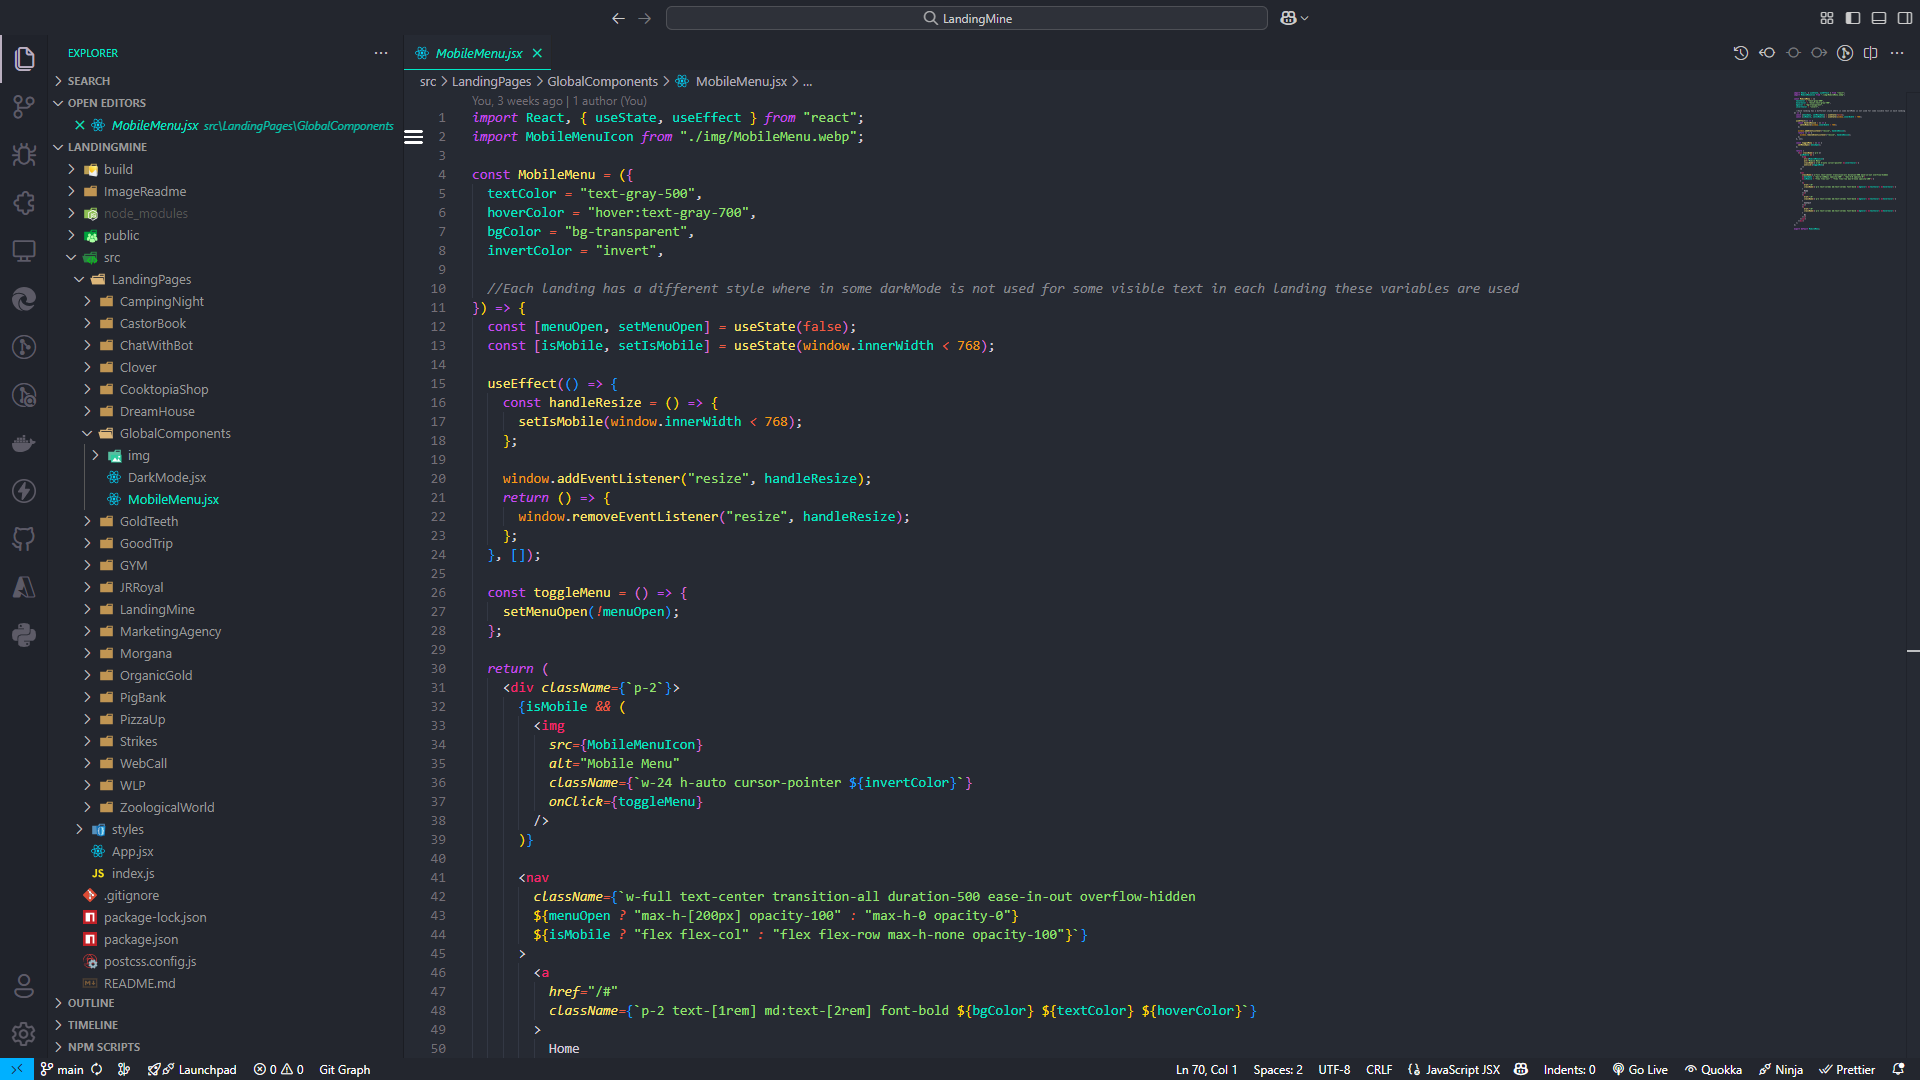 LandingMine
EXPLORER
SEARCH
OPEN EDITORS
MobileMenu.jsx src\LandingPages\GlobalComponents
LANDINGMINE
build
ImageReadme
node_modules
public
src
LandingPages
CampingNight
CastorBook
ChatWithBot
Clover
CooktopiaShop
DreamHouse
GlobalComponents
img
DarkMode.jsx
MobileMenu.jsx
GoldTeeth
GoodTrip
GYM
JRRoyal
LandingMine
MarketingAgency
Morgana
OrganicGold
PigBank
PizzaUp
Strikes
WebCall
WLP
ZoologicalWorld
styles
App.jsx
JS index.js
.gitignore
package-lock.json
package.json
postcss.config.js
README.md
OUTLINE
TIMELINE
NPM SCRIPTS
MobileMenu.jsx
src > LandingPages > GlobalComponents > MobileMenu.jsx > ...
You, 3 weeks ago | 1 author (You)
1 import React, { useState, useEffect } from "react";
2 import MobileMenuIcon from "./img/MobileMenu.webp";
3
4 const MobileMenu = ({
5 textColor = "text-gray-500",
6 hoverColor = "hover:text-gray-700",
7 bgColor = "bg-transparent",
8 invertColor = "invert",
9
10 //Each landing has a different style where in some darkMode is not used for some visible text in each landing these variables are used
11 }) => {
12 const [menuOpen, setMenuOpen] = useState(false);
13 const [isMobile, setIsMobile] = useState(window.innerWidth < 768);
14
15 useEffect(() => {
16 const handleResize = () => {
17 setIsMobile(window.innerWidth < 768);
18 };
19
20 window.addEventListener("resize", handleResize);
21 return () => {
22 window.removeEventListener("resize", handleResize);
23 };
24 }, []);
25
26 const toggleMenu = () => {
27 setMenuOpen(!menuOpen);
28 };
29
30 return (
31 <div className={`p-2`}>
32 {isMobile && (
33 <img
34 src={MobileMenuIcon}
35 alt="Mobile Menu"
36 className={`w-24 h-auto cursor-pointer ${invertColor}`}
37 onClick={toggleMenu}
38 />
39 )}
40
41 <nav
42 className={`w-full text-center transition-all duration-500 ease-in-out overflow-hidden
43 ${menuOpen ? "max-h-[200px] opacity-100" : "max-h-0 opacity-0"}
44 ${isMobile ? "flex flex-col" : "flex flex-row max-h-none opacity-100"}`}
45 >
46 <a
47 href="/#"
48 className={`p-2 text-[1rem] md:text-[2rem] font-bold ${bgColor} ${textColor} ${hoverColor}`}
49 >
50 Home
main Launchpad 0 0 Git Graph Ln 70, Col 1 Spaces: 2 UTF-8 CRLF JavaScript JSX Indents: 0 Go Live Quokka Ninja Prettier